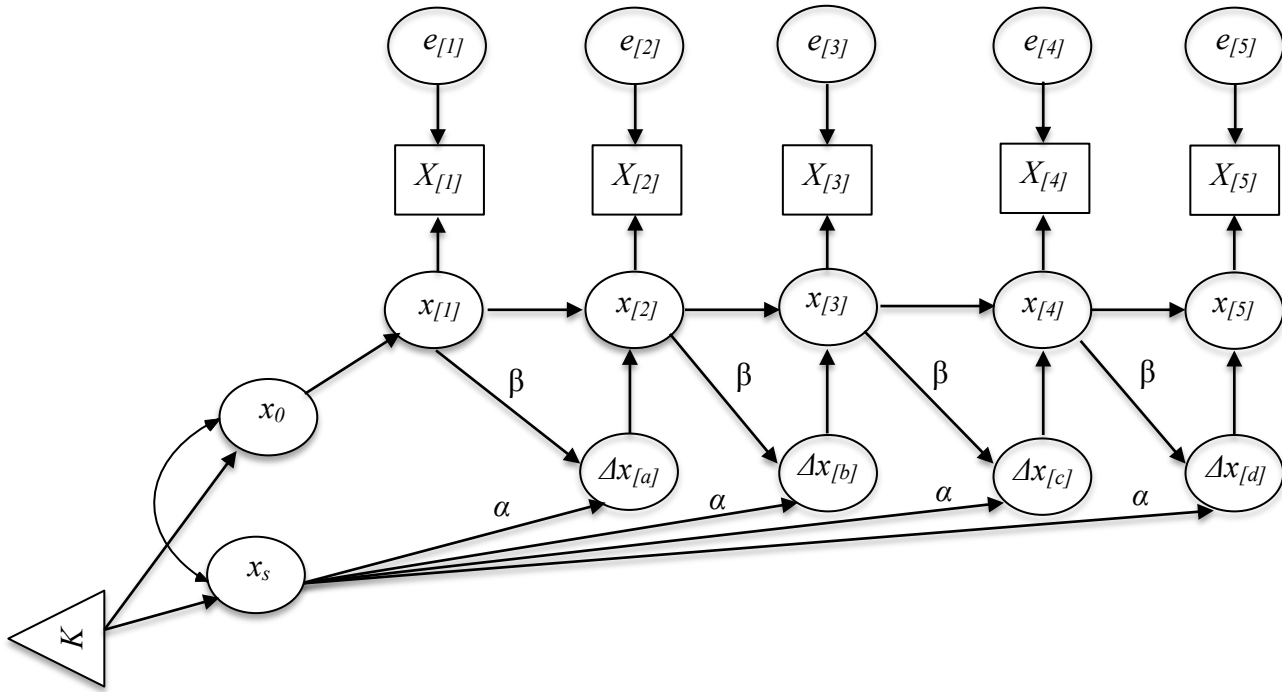 e[1] e[2] e[3] e[4] e[5]
X[1] X[2] X[3] X[4] X[5]
x[1] x[2] x[3] x[4] x[5]
β β β β
x0
Δx[a] Δx[b] Δx[c] Δx[d]
α α α α
xs
K